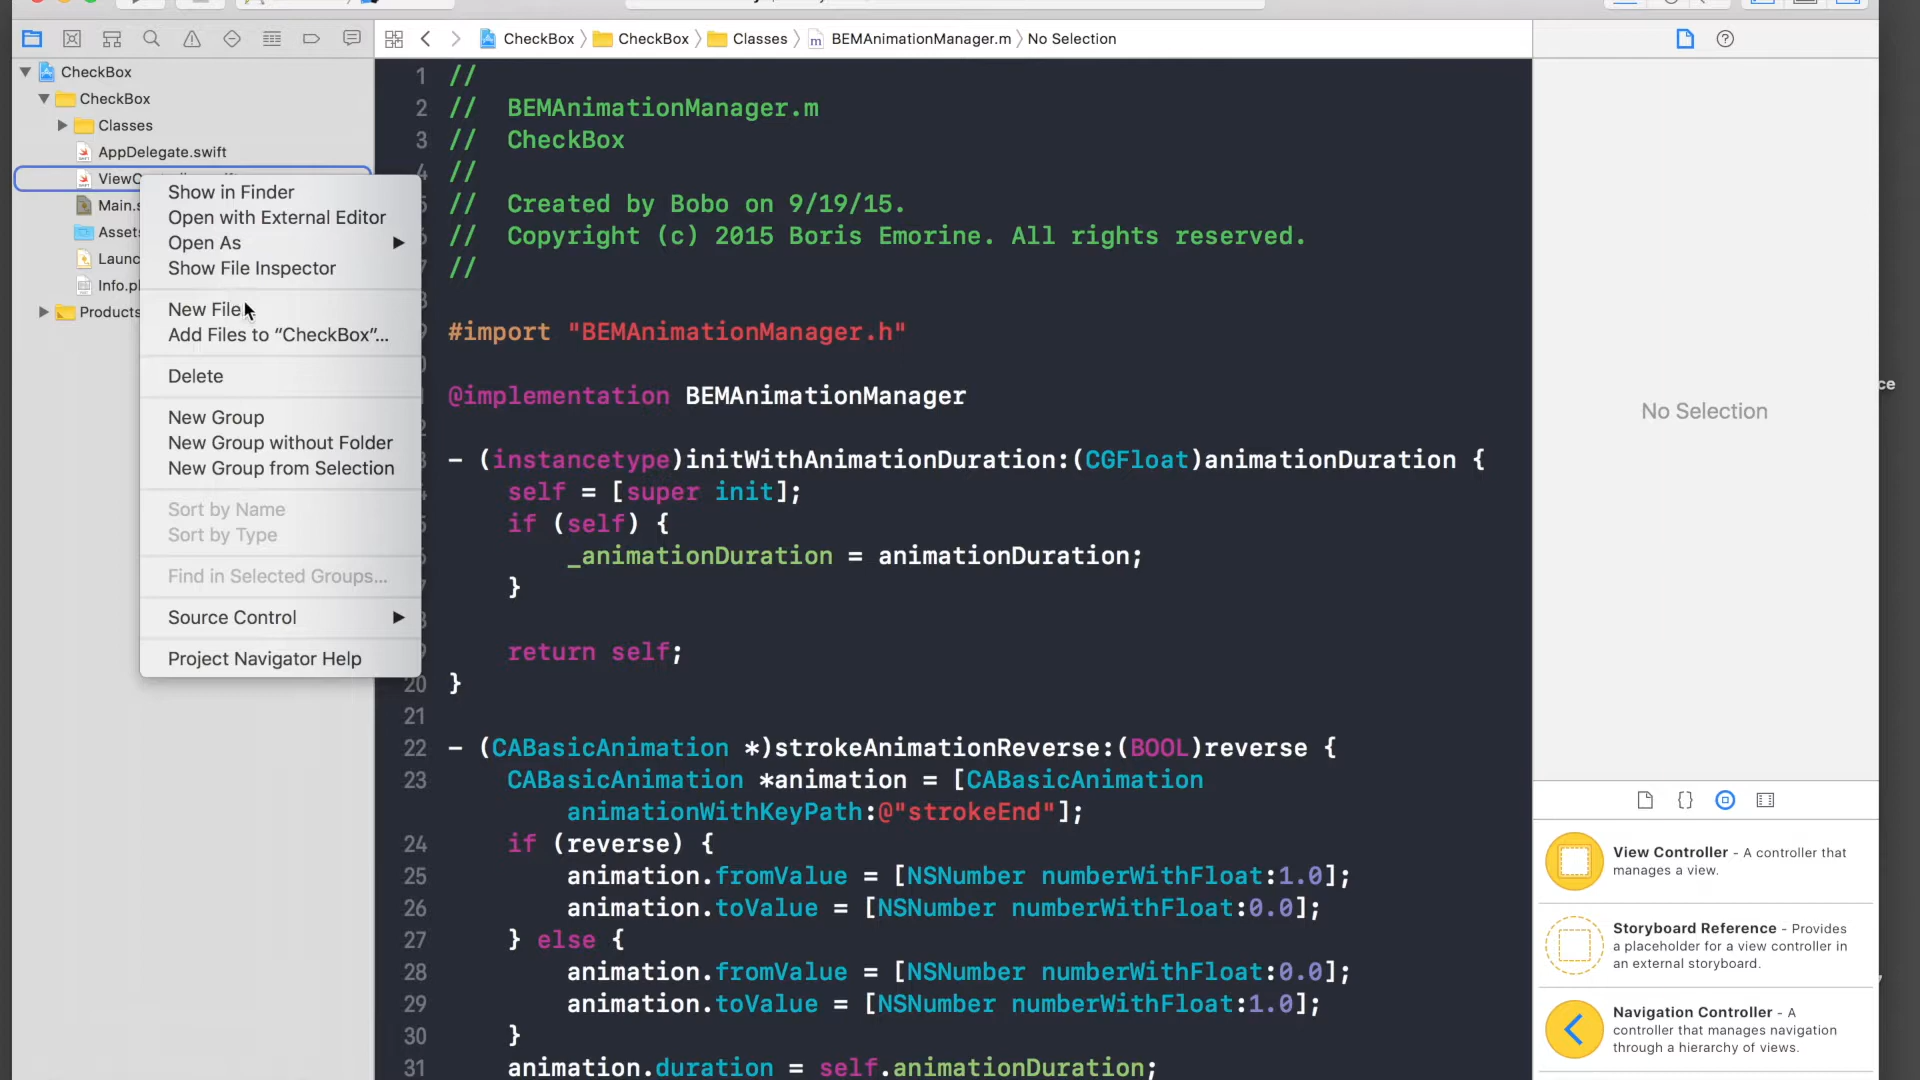 CheckBox
CheckBox
Classes
BEMAnimationManager.m
No Selection
CheckBox
CheckBox
Classes
AppDelegate.swift
Products
Show in Finder
Open with External Editor
Open As
Show File Inspector
New File
Add Files to “CheckBox”...
Delete
New Group
New Group without Folder
New Group from Selection
Sort by Name
Sort by Type
Find in Selected Groups...
Source Control
Project Navigator Help
1 //
2 // BEMAnimationManager.m
3 // CheckBox
//
// Created by Bobo on 9/19/15.
// Copyright (c) 2015 Boris Emorine. All rights reserved.
//
#import "BEMAnimationManager.h"
@implementation BEMAnimationManager
- (instancetype)initWithAnimationDuration:(CGFloat)animationDuration {
self = [super init];
if (self) {
_animationDuration = animationDuration;
}
return self;
20 }
21
22 - (CABasicAnimation *)strokeAnimationReverse:(BOOL)reverse {
23 CABasicAnimation *animation = [CABasicAnimation
animationWithKeyPath:@"strokeEnd"];
24 if (reverse) {
25 animation.fromValue = [NSNumber numberWithFloat:1.0];
26 animation.toValue = [NSNumber numberWithFloat:0.0];
27 } else {
28 animation.fromValue = [NSNumber numberWithFloat:0.0];
29 animation.toValue = [NSNumber numberWithFloat:1.0];
30 }
31 animation.duration = self.animationDuration;
No Selection
View Controller - A controller that
manages a view.
Storyboard Reference - Provides
a placeholder for a view controller in
an external storyboard.
Navigation Controller - A
controller that manages navigation
through a hierarchy of views.